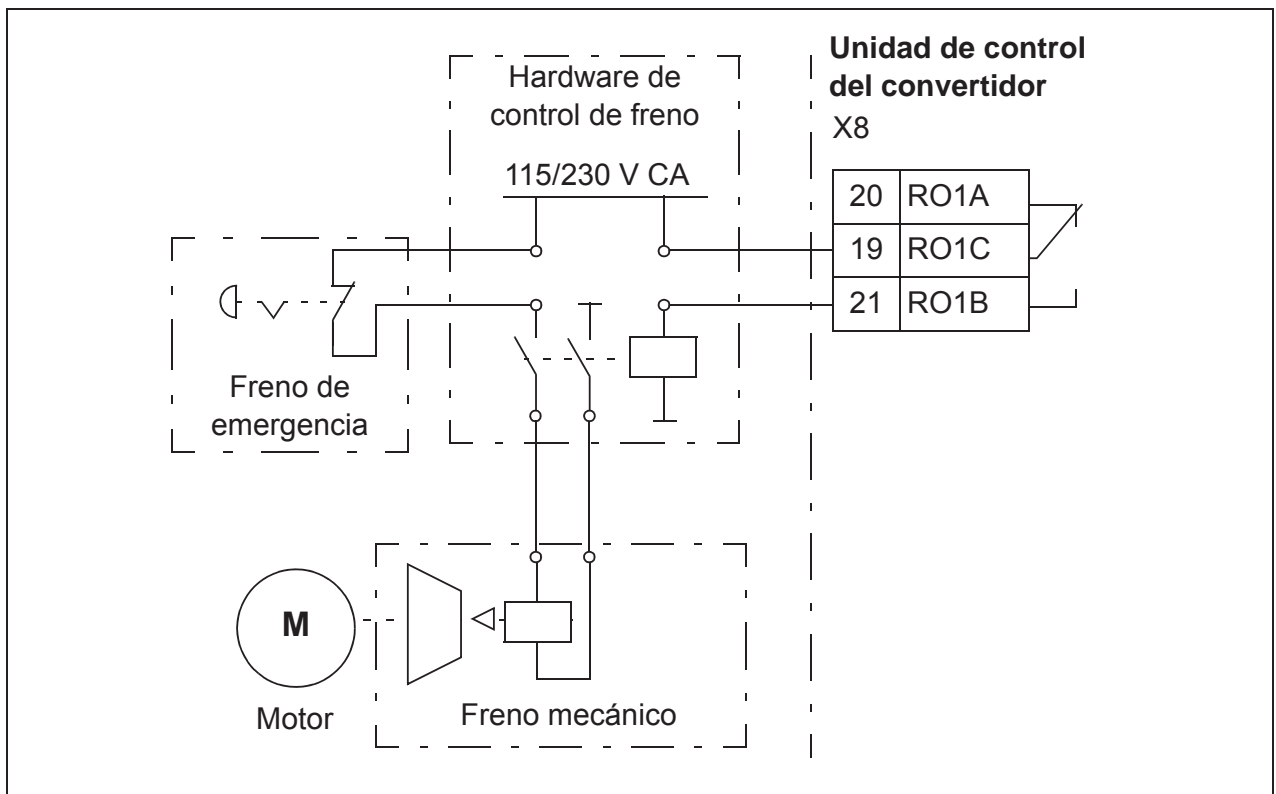 Unidad de control
del convertidor
X8
Hardware de
control de freno
115/230 V CA
20 RO1A
19 RO1C
21 RO1B
Freno de
emergencia
M
Motor
Freno mecánico